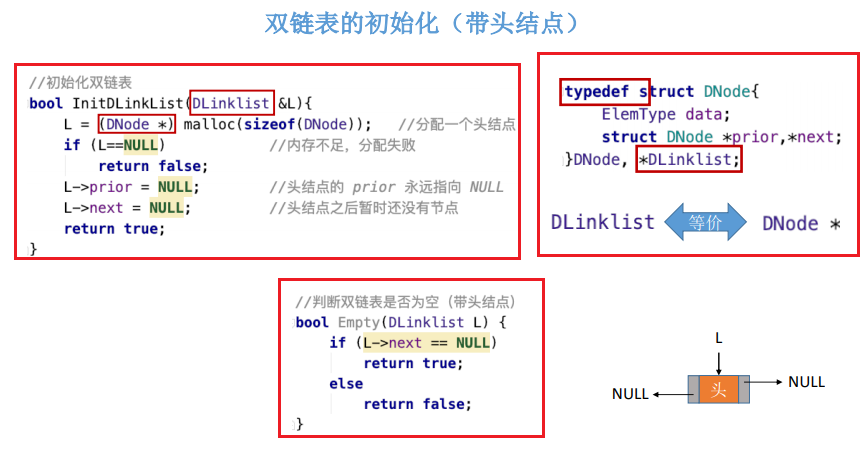 双链表的初始化（带头结点）
//初始化双链表
bool InitDLinkList(DLinklist &L){
L = (DNode *) malloc(sizeof(DNode)); //分配一个头结点
if (L==NULL) //内存不足，分配失败
return false;
L->prior = NULL; //头结点的 prior 永远指向 NULL
L->next = NULL; //头结点之后暂时还没有节点
return true;
}
typedef struct DNode{
ElemType data;
struct DNode *prior,*next;
}DNode, *DLinklist;
DLinklist 等价 DNode *
//判断双链表是否为空（带头结点）
bool Empty(DLinklist L) {
if (L->next == NULL)
return true;
else
return false;
}
L
头
NULL
NULL